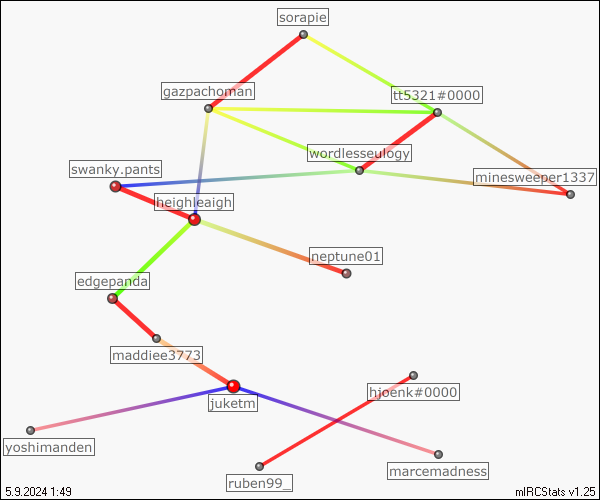 sorapie
gazpachoman
tt5321#0000
wordlesseulogy
swanky.pants
minesweeper1337
heighleaigh
neptune01
edgepanda
maddiee3773
hjoenk#0000
juketm
yoshimanden
marcemadness
ruben99_
5.9.2024 1:49
mIRCStats v1.25